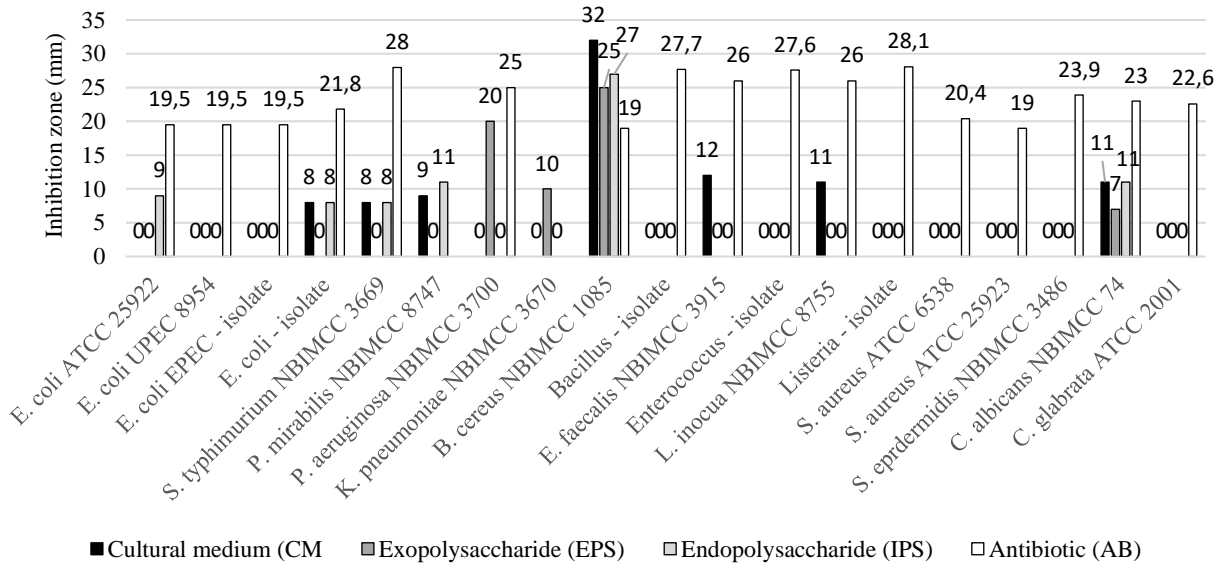 Inhibition zone (mm)
35
30
25
20
15
10
5
0
0 0 9 19,5
0 0 0 19,5
0 0 0 19,5
8 0 8 21,8
8 0 8 28
9 0 11
0 20 0 25
0 10 0
32 25 27 19
0 0 0 27,7
12 0 0 26
0 0 0 27,6
11 0 0 26
0 0 0 28,1
0 0 0 20,4
0 0 0 19
0 0 0 23,9
11 7 11 23
0 0 0 22,6
E. coli ATCC 25922
E. coli UPEC 8954
E. coli EPEC - isolate
E. coli - isolate
S. typhimurium NBIMCC 3669
P. mirabilis NBIMCC 8747
P. aeruginosa NBIMCC 3700
K. pneumoniae NBIMCC 3670
B. cereus NBIMCC 1085
Bacillus - isolate
E. faecalis NBIMCC 3915
Enterococcus - isolate
L. inocua NBIMCC 8755
Listeria - isolate
S. aureus ATCC 6538
S. aureus ATCC 25923
S. eprdermidis NBIMCC 3486
C. albicans NBIMCC 74
C. glabrata ATCC 2001
Cultural medium (CM
Exopolysaccharide (EPS)
Endopolysaccharide (IPS)
Antibiotic (AB)